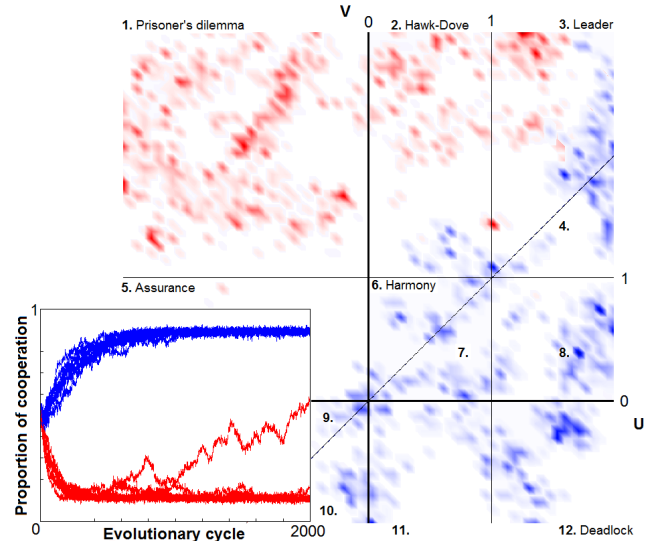 V
1. Prisoner's dilemma
0
2. Hawk-Dove
1
3. Leader
4.
5. Assurance
6. Harmony
1
7.
8.
9.
0
U
10.
11.
12. Deadlock
1
Proportion of cooperation
0
Evolutionary cycle
2000